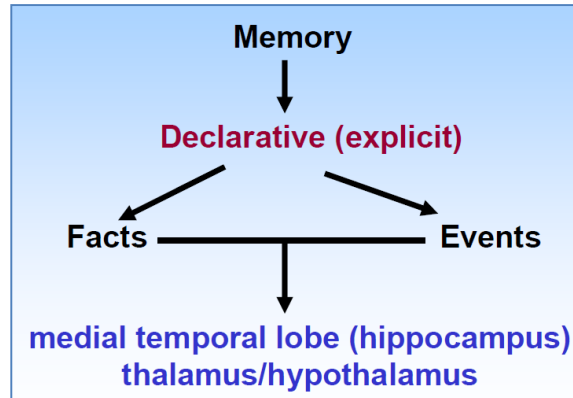 Memory
Declarative (explicit)
Facts Events
medial temporal lobe (hippocampus)
thalamus/hypothalamus